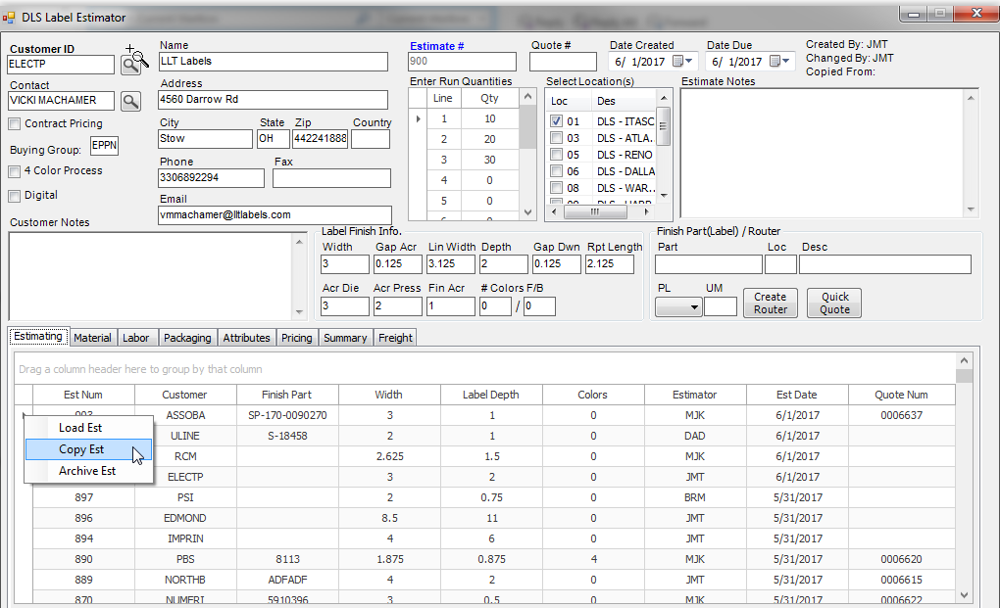 DLS Label Estimator
Customer ID
ELECTP
Name
LLT Labels
Estimate #
900
Quote #
Date Created
6/ 1/2017
Date Due
6/ 1/2017
Created By: JMT
Changed By: JMT
Copied From:
Contact
VICKI MACHAMER
Address
4560 Darrow Rd
Enter Run Quantities
Select Location(s)
Estimate Notes
Line Qty
1 10
2 20
3 30
4 0
5 0
Loc Des
01 DLS - ITASC
03 DLS - ATLA..
05 DLS - RENO
06 DLS - DALLA
08 DLS - WAR..
Contract Pricing
Buying Group: EPPN
4 Color Process
Digital
City State Zip Country
Stow OH 442241888
Phone Fax
3306892294
Email
vmmachamer@lltlabels.com
Customer Notes
Label Finish Info.
Width Gap Acr Lin Width Depth Gap Dwn Rpt Length
3 0.125 3.125 2 0.125 2.125
Acr Die Acr Press Fin Acr # Colors F/B
3 2 1 0 / 0
Finish Part(Label) / Router
Part Loc Desc
PL UM
Create Router
Quick Quote
Estimating Material Labor Packaging Attributes Pricing Summary Freight
Drag a column header here to group by that column
Est Num Customer Finish Part Width Label Depth Colors Estimator Est Date Quote Num
ASSOBA SP-170-0090270 3 1 0 MJK 6/1/2017 0006637
Load Est
ULINE S-18458 2 1 0 DAD 6/1/2017
Copy Est
RCM 2.625 1.5 0 MJK 6/1/2017
Archive Est
ELECTP 3 2 0 JMT 6/1/2017
897 PSI 2 0.75 0 BRM 5/31/2017
896 EDMOND 8.5 11 0 JMT 5/31/2017
894 IMPRIN 4 6 0 JMT 5/31/2017
890 PBS 8113 1.875 0.875 4 MJK 5/31/2017 0006620
889 NORTHB ADFADF 4 2 0 JMT 5/31/2017 0006615
870 NUMERI 5910396 3 0.5 0 MJK 5/31/2017 0006622